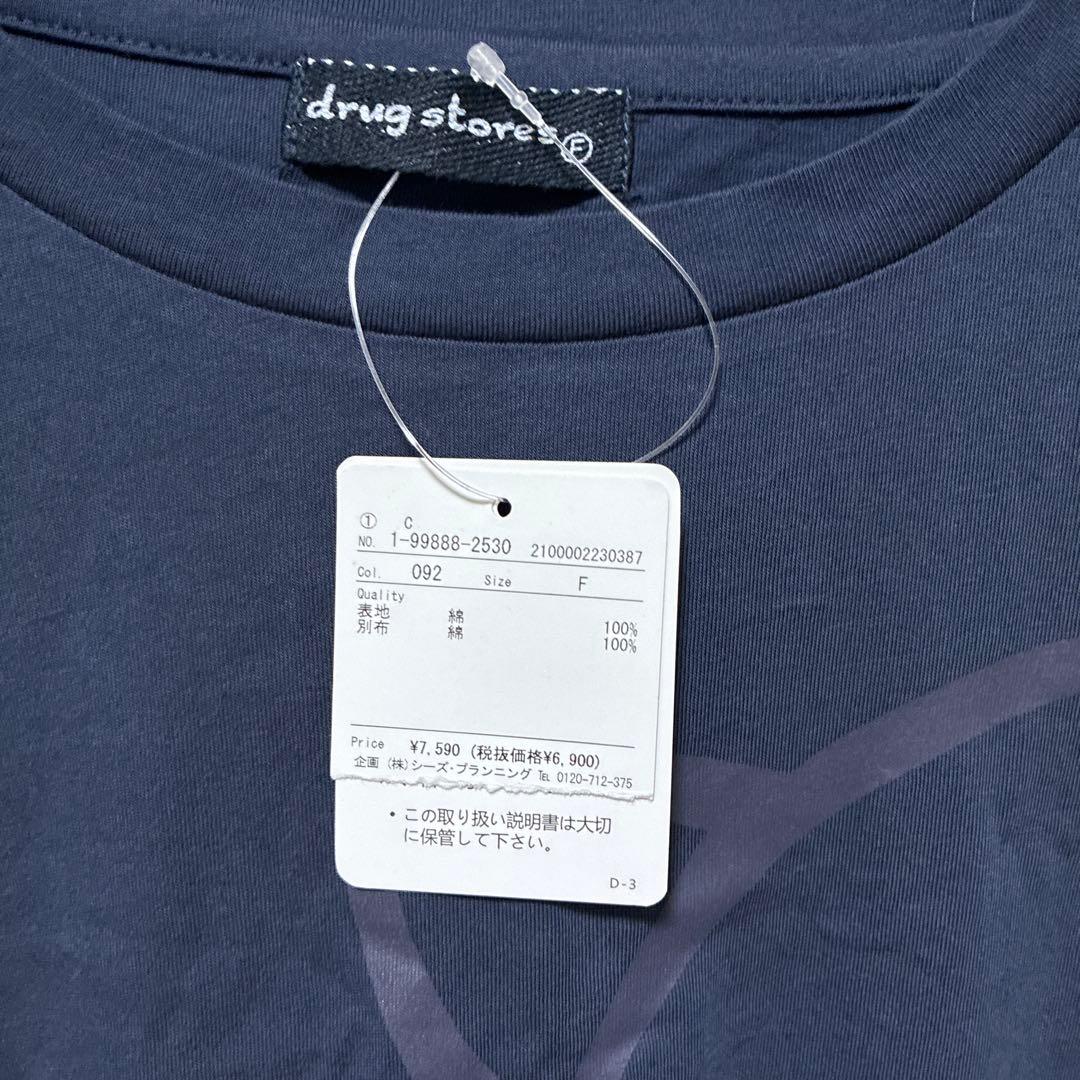 drug stores Ⓕ
① C
NO. 1-99888-2530 2100002230387
Col. 092 Size F
Quality
表地 綿 100%
別布 綿 100%
Price ¥7,590 (税抜価格¥6,900)
企画 (株)シーズ・プランニング ℡ 0120-712-375
・この取り扱い説明書は大切
に保管して下さい。
D-3